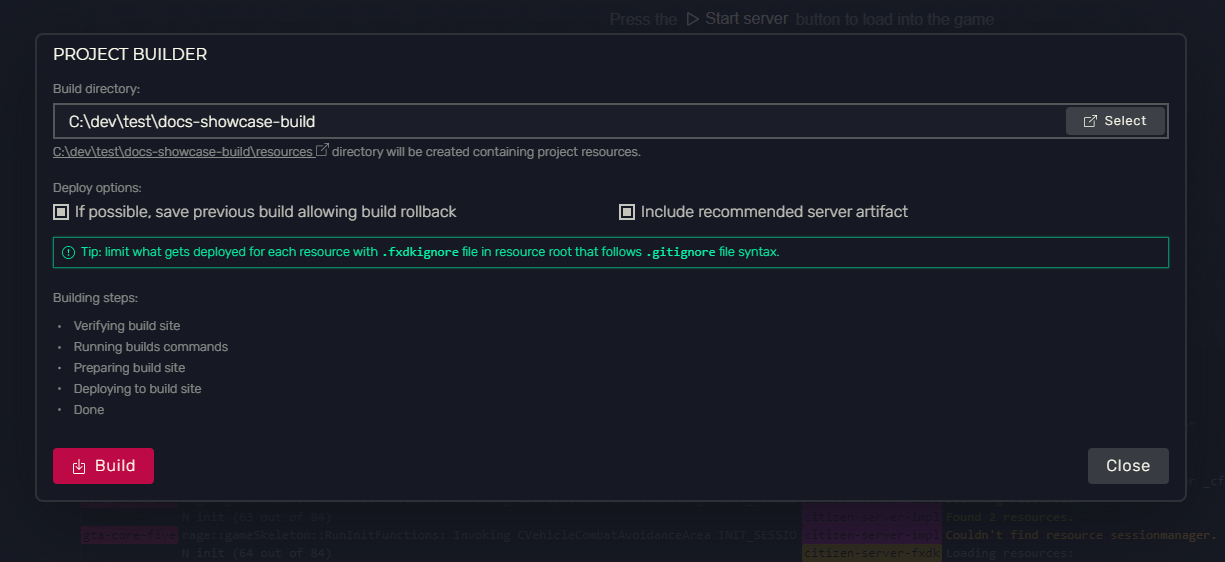 Press the Start server button to load into the game
PROJECT BUILDER
Build directory:
C:\dev\test\docs-showcase-build
Select
C:\dev\test\docs-showcase-build\resources directory will be created containing project resources.
Deploy options:
If possible, save previous build allowing build rollback
Include recommended server artifact
Tip: limit what gets deployed for each resource with .fxdkignore file in resource root that follows .gitignore file syntax.
Building steps:
• Verifying build site
• Running builds commands
• Preparing build site
• Deploying to build site
• Done
Build
Close
N init (63 out of 84)
citizen-server-impl Found 2 resources.
gta-core-five rage::gameSkeleton::RunInitFunctions: Invoking CVehicleCombatAvoidanceArea INIT_SESSIO
citizen-server-impl Couldn't find resource sessionmanager.
N init (64 out of 84)
citizen-server-fxdk Loading resources: